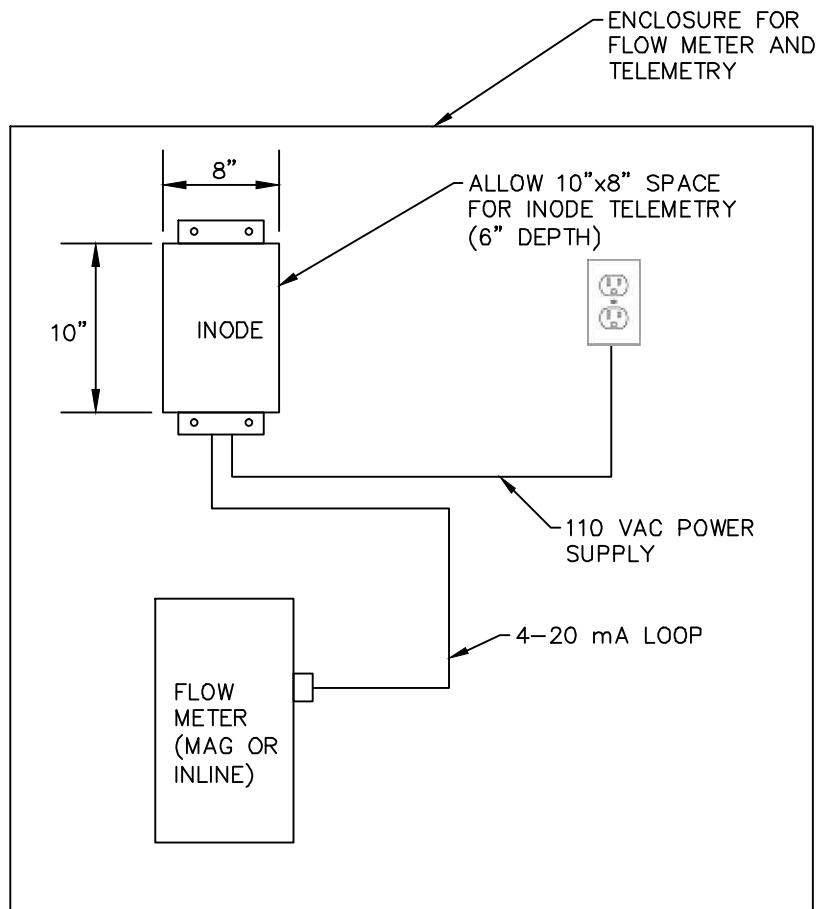 ENCLOSURE FOR
FLOW METER AND
TELEMETRY
8"
ALLOW 10"x8" SPACE
FOR INODE TELEMETRY
(6" DEPTH)
10"
INODE
110 VAC POWER
SUPPLY
4–20 mA LOOP
FLOW
METER
(MAG OR
INLINE)